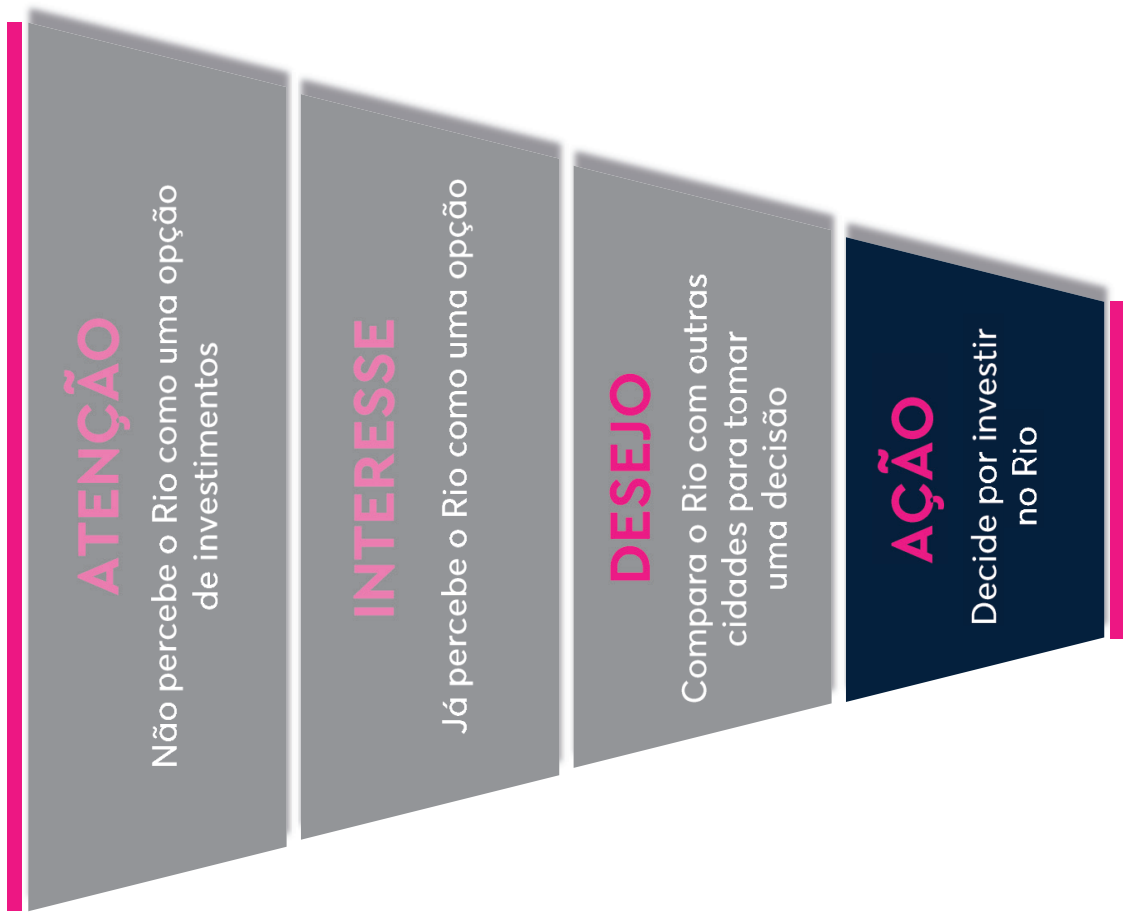 ATENÇÃO
Não percebe o Rio como uma opção
de investimentos
INTERESSE
Já percebe o Rio como uma opção
DESEJO
Compara o Rio com outras
cidades para tomar
uma decisão
AÇÃO
Decide por investir
no Rio